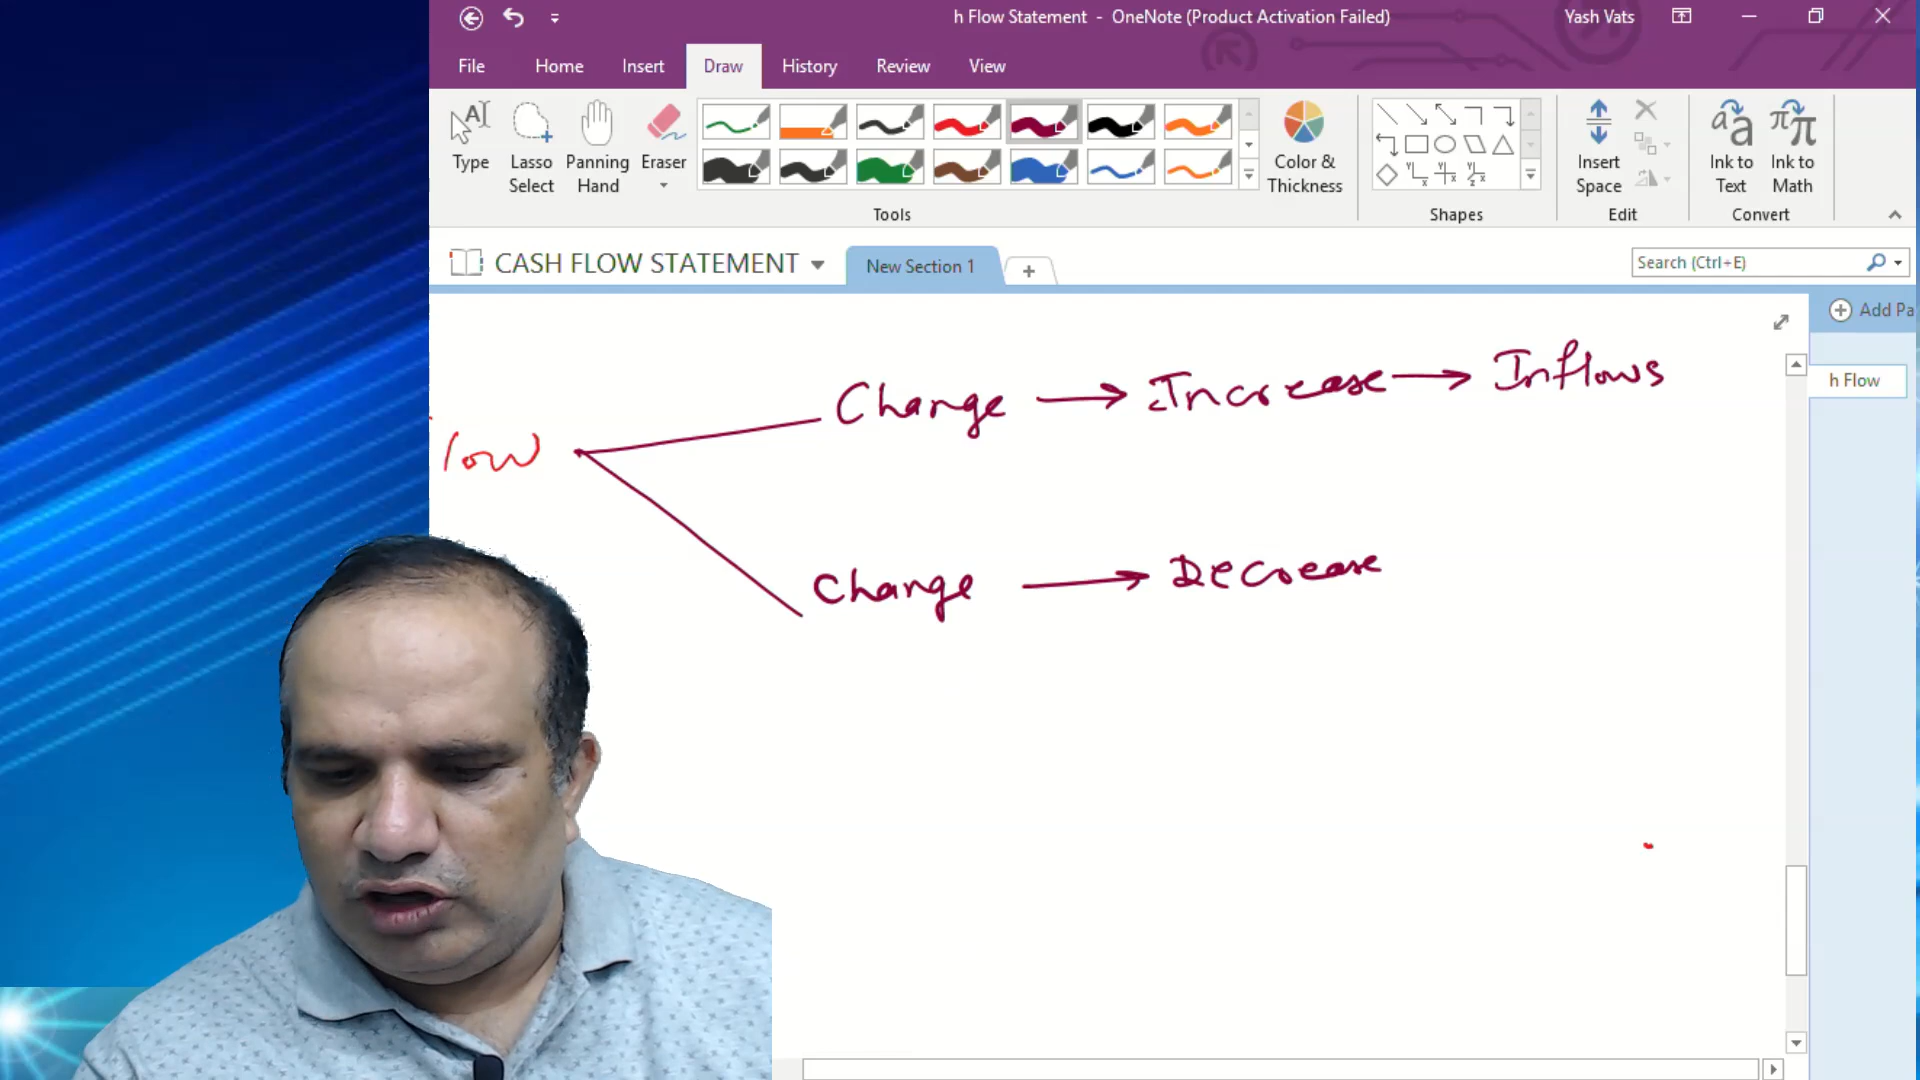 h Flow Statement - OneNote (Product Activation Failed)
Yash Vats
File Home Insert Draw History Review View
Type
Lasso Select
Panning Hand
Eraser
Color & Thickness
Insert Space
Ink to Text
Ink to Math
Tools
Shapes
Edit
Convert
CASH FLOW STATEMENT
New Section 1
Search (Ctrl+E)
Add Pa
h Flow
Change → Increase → Inflows
low
Change → Decrease